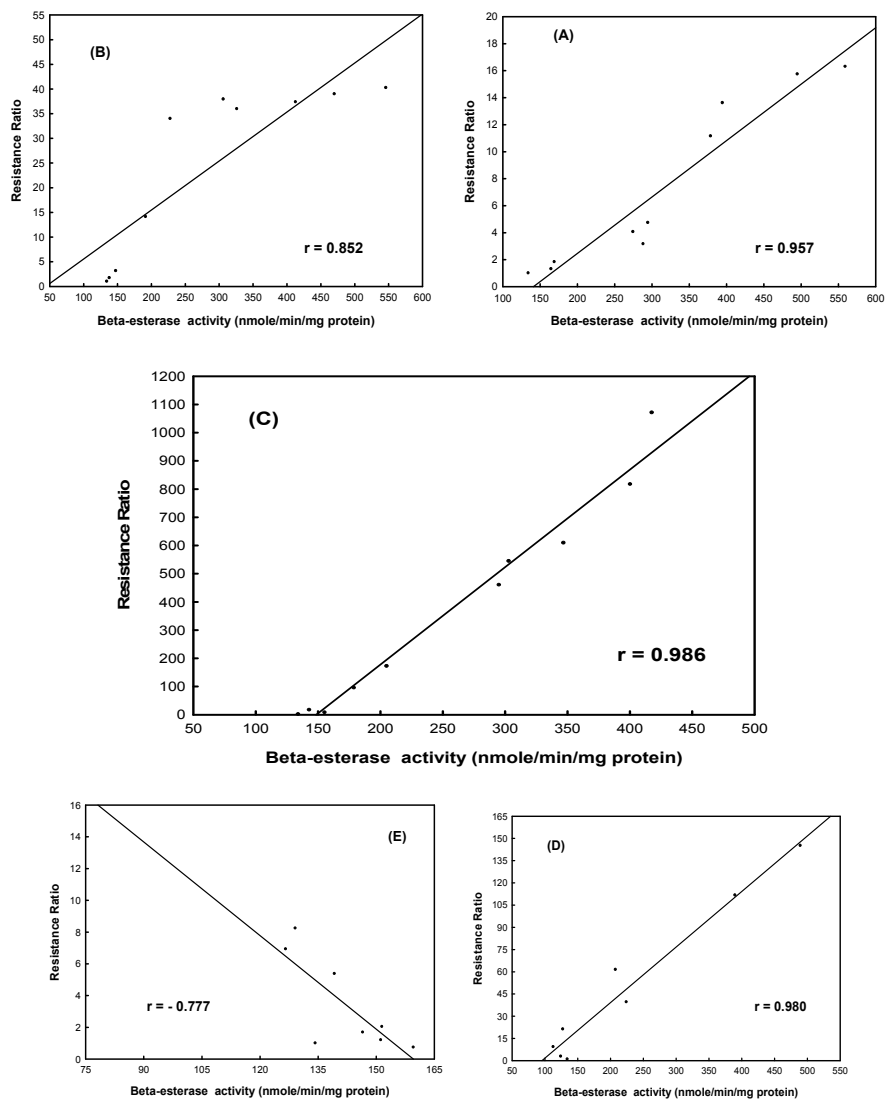 55
50
45
40
35
30
25
20
15
10
5
0
Resistance Ratio
(B)
r = 0.852
50 100 150 200 250 300 350 400 450 500 550 600
Beta-esterase activity (nmole/min/mg protein)
20
18
16
14
12
10
8
6
4
2
0
Resistance Ratio
(A)
r = 0.957
100 150 200 250 300 350 400 450 500 550 600
Beta-esterase activity (nmole/min/mg protein)
1200
1100
1000
900
800
700
600
500
400
300
200
100
0
Resistance Ratio
(C)
r = 0.986
50 100 150 200 250 300 350 400 450 500
Beta-esterase activity (nmole/min/mg protein)
16
14
12
10
8
6
4
2
0
Resistance Ratio
(E)
r = - 0.777
75 90 105 120 135 150 165
Beta-esterase activity (nmole/min/mg protein)
165
150
135
120
105
90
75
60
45
30
15
0
Resistance Ratio
(D)
r = 0.980
50 100 150 200 250 300 350 400 450 500 550
Beta-esterase activity (nmole/min/mg protein)